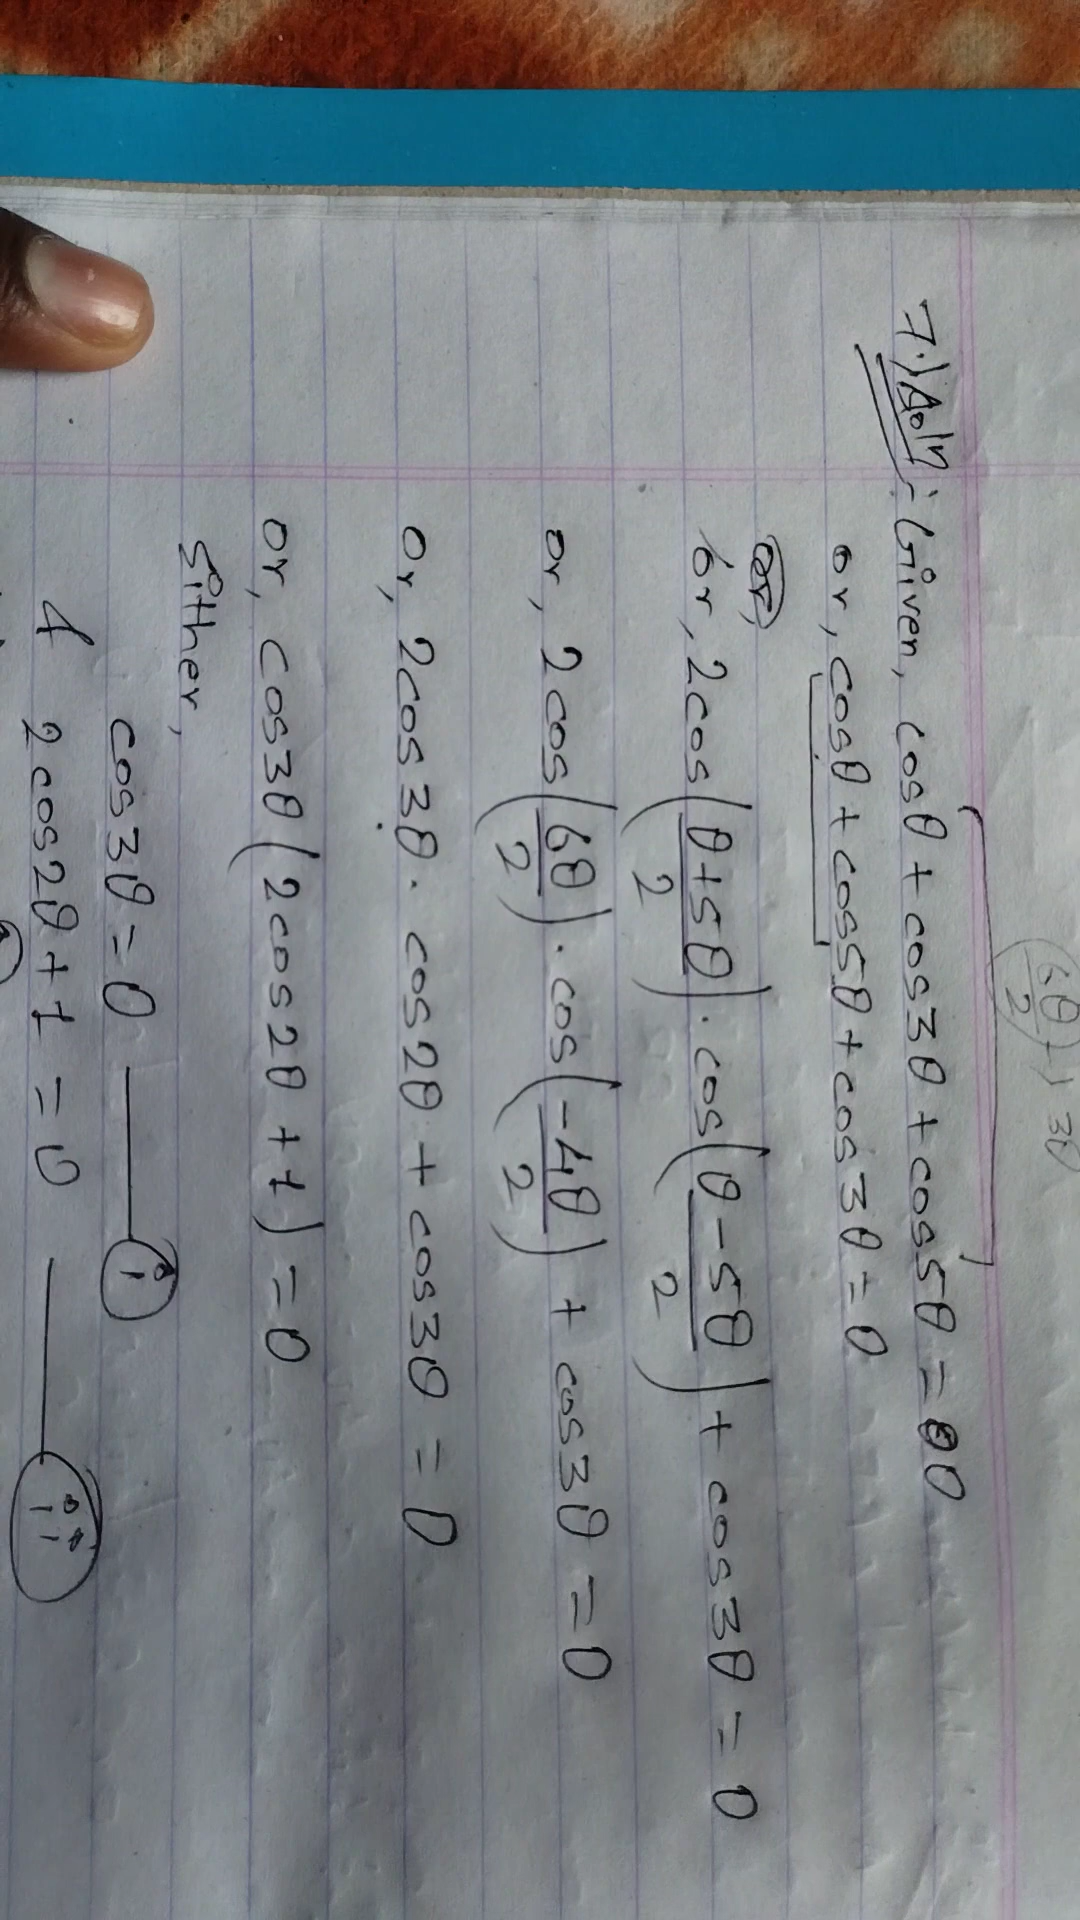 (6θ/2) → 3θ
7.) Soln :- Given, cosθ + cos3θ + cos5θ = 0
or, cosθ + cos5θ + cos3θ = 0
or,
or, 2cos((θ+5θ)/2) . cos((θ-5θ)/2) + cos3θ = 0
or, 2cos(6θ/2) . cos(-4θ/2) + cos3θ = 0
or, 2cos3θ . cos2θ + cos3θ = 0
or, cos3θ (2cos2θ + 1) = 0
Either,
cos3θ = 0 — (i)
& 2cos2θ + 1 = 0 — (ii)